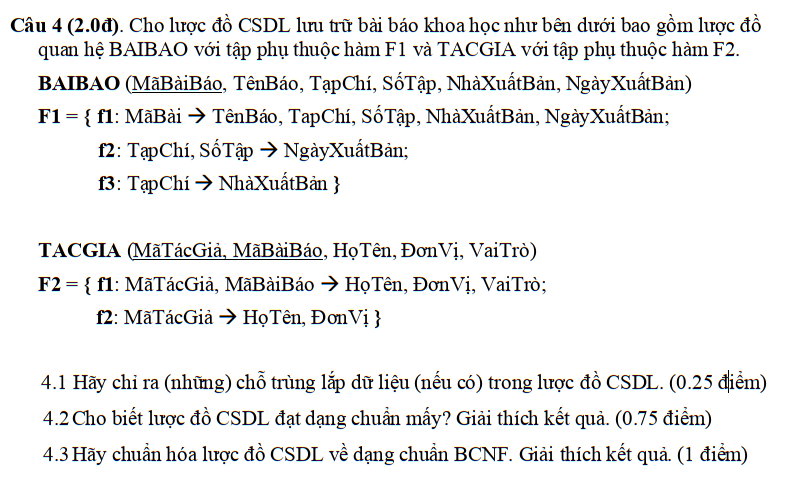 Câu 4 (2.0đ). Cho lược đồ CSDL lưu trữ bài báo khoa học như bên dưới bao gồm lược đồ
quan hệ BAIBAO với tập phụ thuộc hàm F1 và TACGIA với tập phụ thuộc hàm F2.
BAIBAO (MãBàiBáo, TênBáo, TạpChí, SốTập, NhàXuấtBản, NgàyXuấtBản)
F1 = { f1: MãBài → TênBáo, TapChí, SốTập, NhàXuấtBản, NgàyXuấtBản;
f2: TạpChí, SốTập → NgàyXuấtBản;
f3: TạpChí → NhàXuấtBản }
TACGIA (MãTácGiả, MãBàiBáo, HọTên, ĐơnVị, VaiTrò)
F2 = { f1: MãTácGiả, MãBàiBáo → HọTên, ĐơnVị, VaiTrò;
f2: MãTácGiả → HọTên, ĐơnVị }
4.1 Hãy chỉ ra (những) chỗ trùng lắp dữ liệu (nếu có) trong lược đồ CSDL. (0.25 điểm)
4.2 Cho biết lược đồ CSDL đạt dạng chuẩn mấy? Giải thích kết quả. (0.75 điểm)
4.3 Hãy chuẩn hóa lược đồ CSDL về dạng chuẩn BCNF. Giải thích kết quả. (1 điểm)